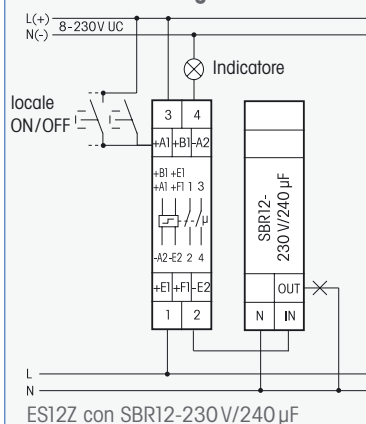 L(+)
8-230V UC
N(-)
Indicatore
locale
ON/OFF
3 4
+A1 +B1 -A2
+B1 +E1
+A1 +F1 1 3
µ
-A2 -E2 2 4
+E1 +F1 -E2
1 2
SBR12-
230 V/240 µF
OUT
N IN
L
N
ES12Z con SBR12-230 V/240 µF